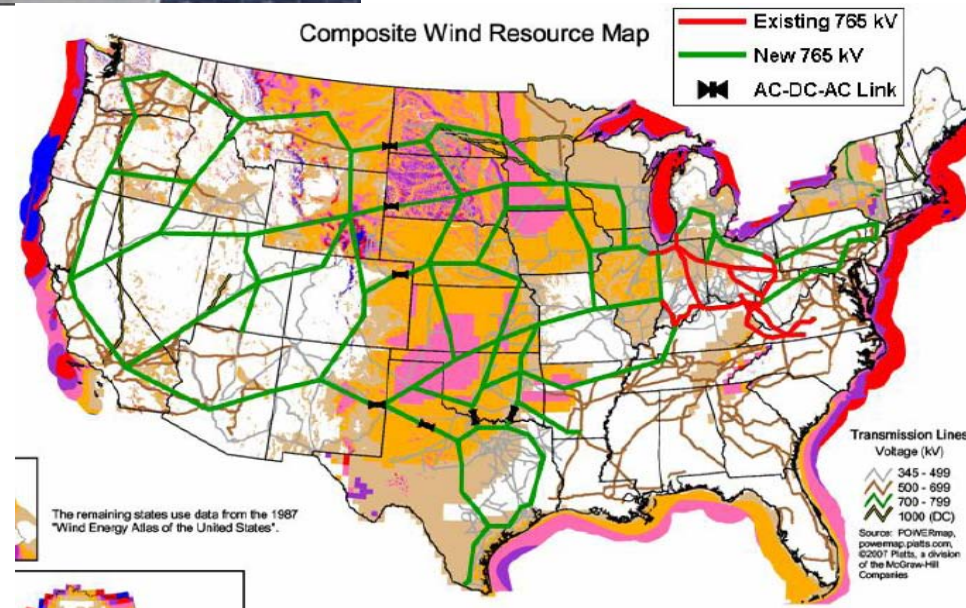 Composite Wind Resource Map
Existing 765 kV
New 765 kV
AC-DC-AC Link
Transmission Lines
Voltage (kV)
345 - 499
500 - 699
700 - 799
1000 (DC)
Source: POWERmap,
powermap.platts.com,
©2007 Platts, a division
of the McGraw-Hill
Companies
The remaining states use data from the 1987
"Wind Energy Atlas of the United States".